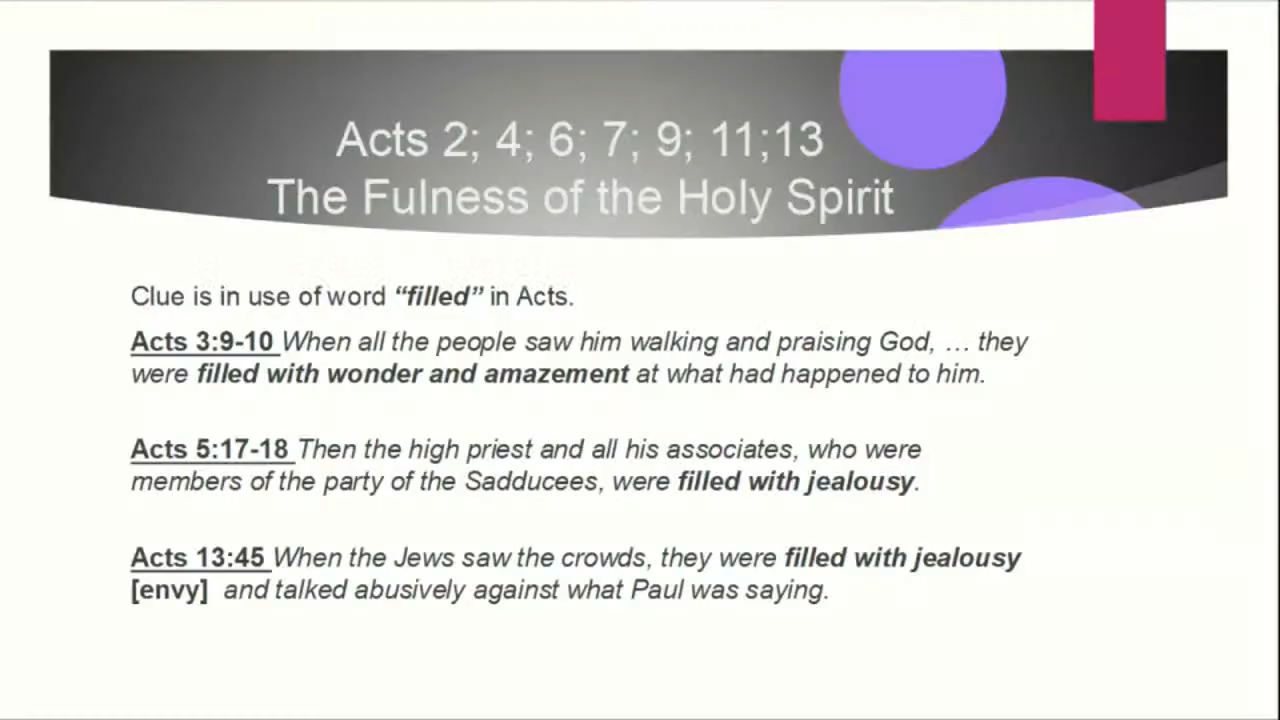 Acts 2; 4; 6; 7; 9; 11;13
The Fulness of the Holy Spirit
Clue is in use of word “filled” in Acts.
Acts 3:9-10 When all the people saw him walking and praising God, … they
were filled with wonder and amazement at what had happened to him.
Acts 5:17-18 Then the high priest and all his associates, who were
members of the party of the Sadducees, were filled with jealousy.
Acts 13:45 When the Jews saw the crowds, they were filled with jealousy
[envy] and talked abusively against what Paul was saying.